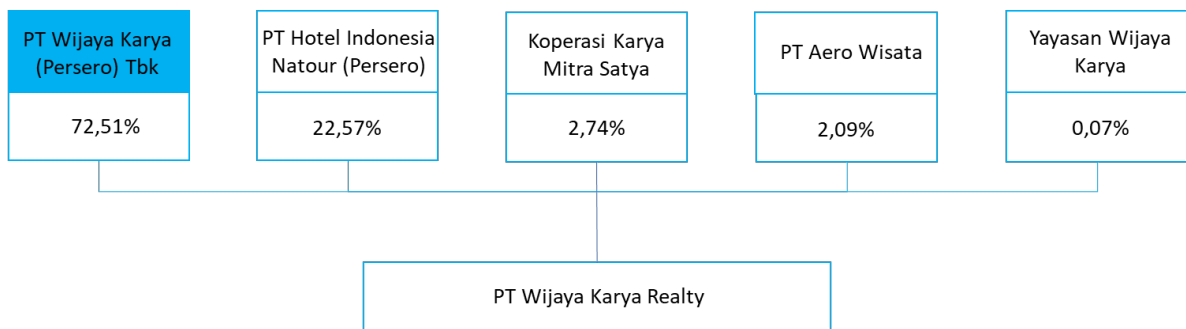 PT Wijaya Karya
(Persero) Tbk
72,51%
PT Hotel Indonesia
Natour (Persero)
22,57%
Koperasi Karya
Mitra Satya
2,74%
PT Aero Wisata
2,09%
Yayasan Wijaya
Karya
0,07%
PT Wijaya Karya Realty